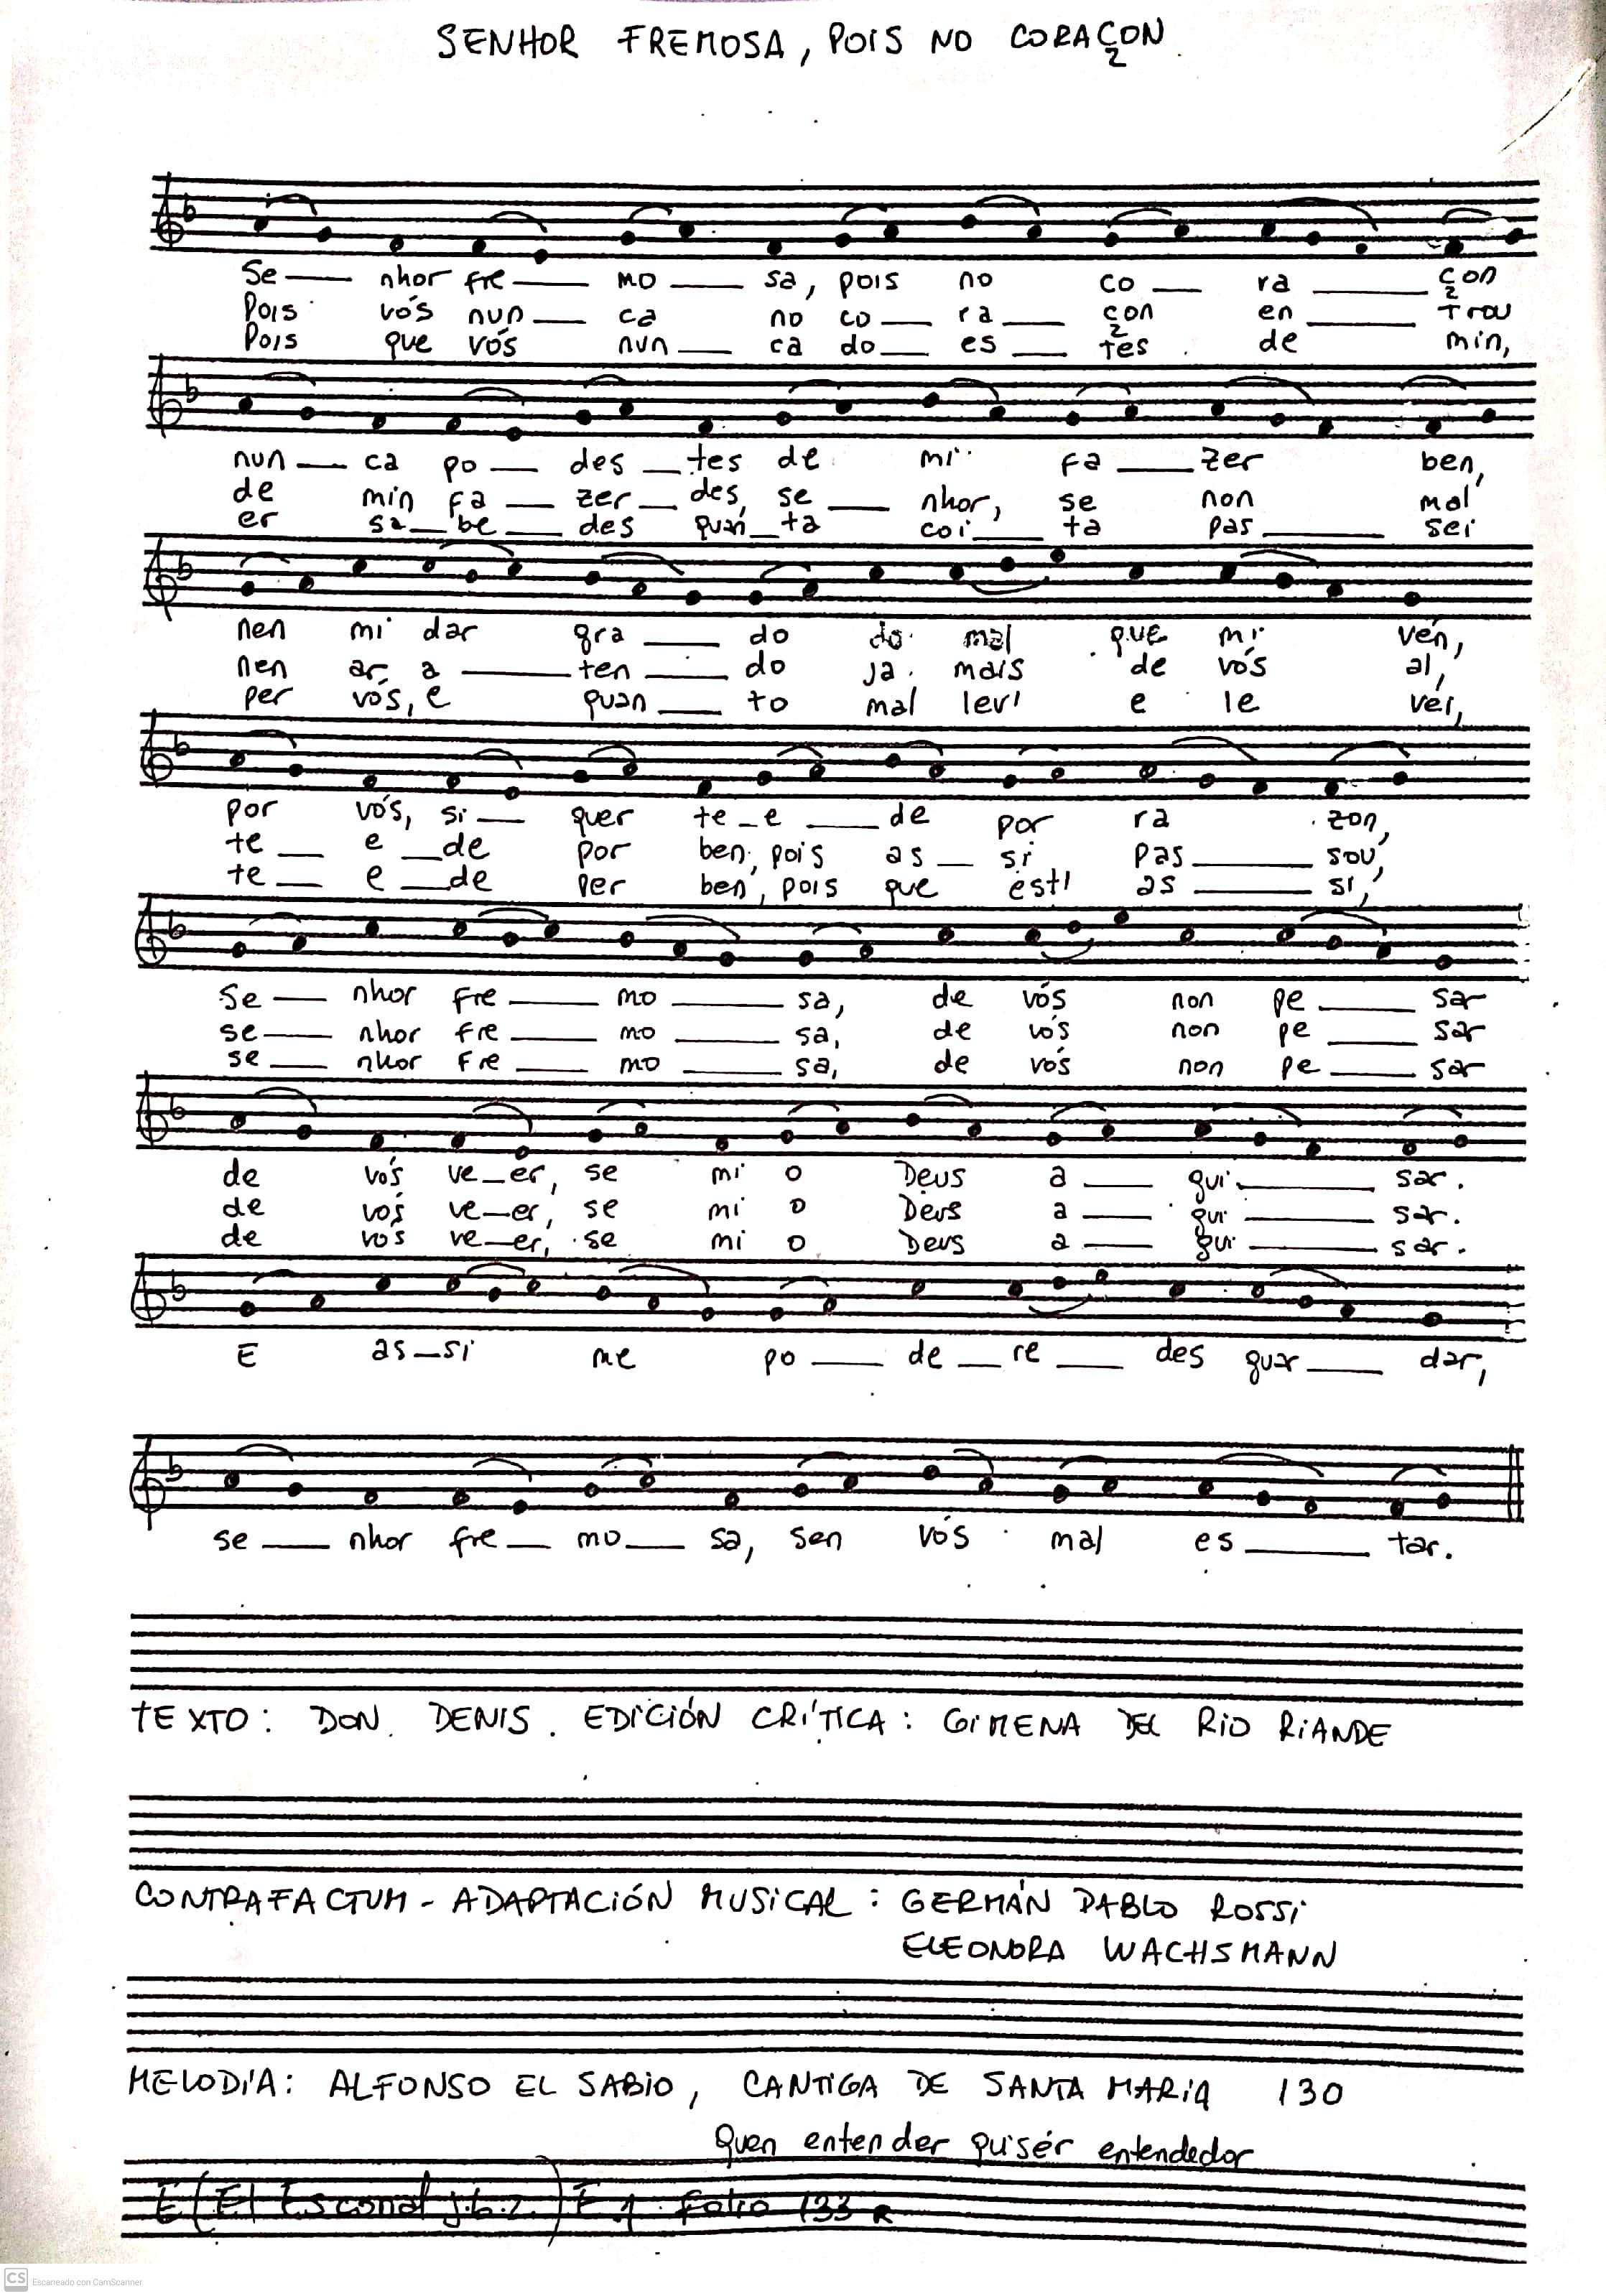 SENHOR FREMOSA, POIS NO CORAÇON
Se — nhor fre — mo — sa, pois no co — ra — çon
Pois vós nun — ca no co — ra — çon en — trou
Pois que vós nun — ca do — es — tes de min,
nun — ca po — des — tes de mi fa — zer ben,
de min fa — zer — des, se — nhor, se non mal
er sa — be — des quan — ta coi — ta pas — sei
nen mi dar gra — do do mal que mi ven,
nen ar a — ten — do ja mais de vós al,
per vós, e quan — to mal lev' e le vei,
por vós, si — quer te — e — de por ra zon,
te — e — de por ben, pois as — si pas — sou,
te — e — de per ben, pois que est' as — si,
Se — nhor fre — mo — sa, de vós non pe — sar
se — nhor fre — mo — sa, de vós non pe — sar
se — nhor fre — mo — sa, de vós non pe — sar
de vós ve — er, se mi o Deus a — gui — sar.
de vós ve — er, se mi o Deus a — gui — sar.
de vós ve — er, se mi o Deus a — gui — sar.
E as — si me po — de — re — des guar — dar,
se — nhor fre — mo — sa, sen vós mal es — tar.
TEXTO: DON DENIS. EDICIÓN CRÍTICA: GIMENA DEL RIO RIANDE
CONTRAFACTUM - ADAPTACIÓN MUSICAL: GERMÁN PABLO ROSSI
ELEONORA WACHSMANN
MELODÍA: ALFONSO EL SABIO, CANTIGA DE SANTA MARIA 130
Quen entender quisér entendedor
E (El Escorial j.b.2.) E 1 folio 133 R
CS Escaneado con CamScanner